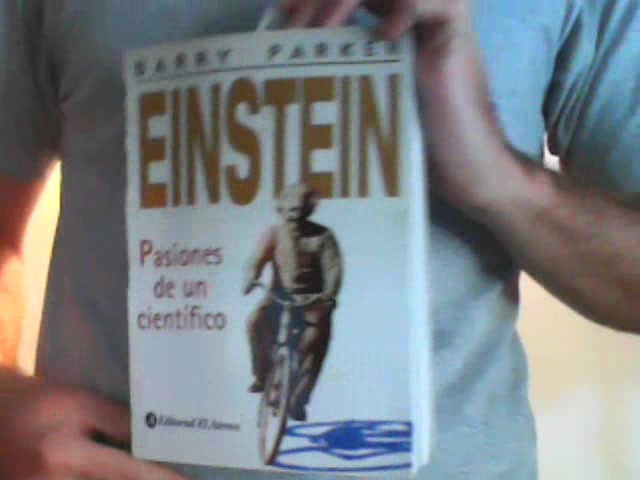 BARRY PARKER
EINSTEIN
Pasiones
de un
científico
Editorial El Ateneo